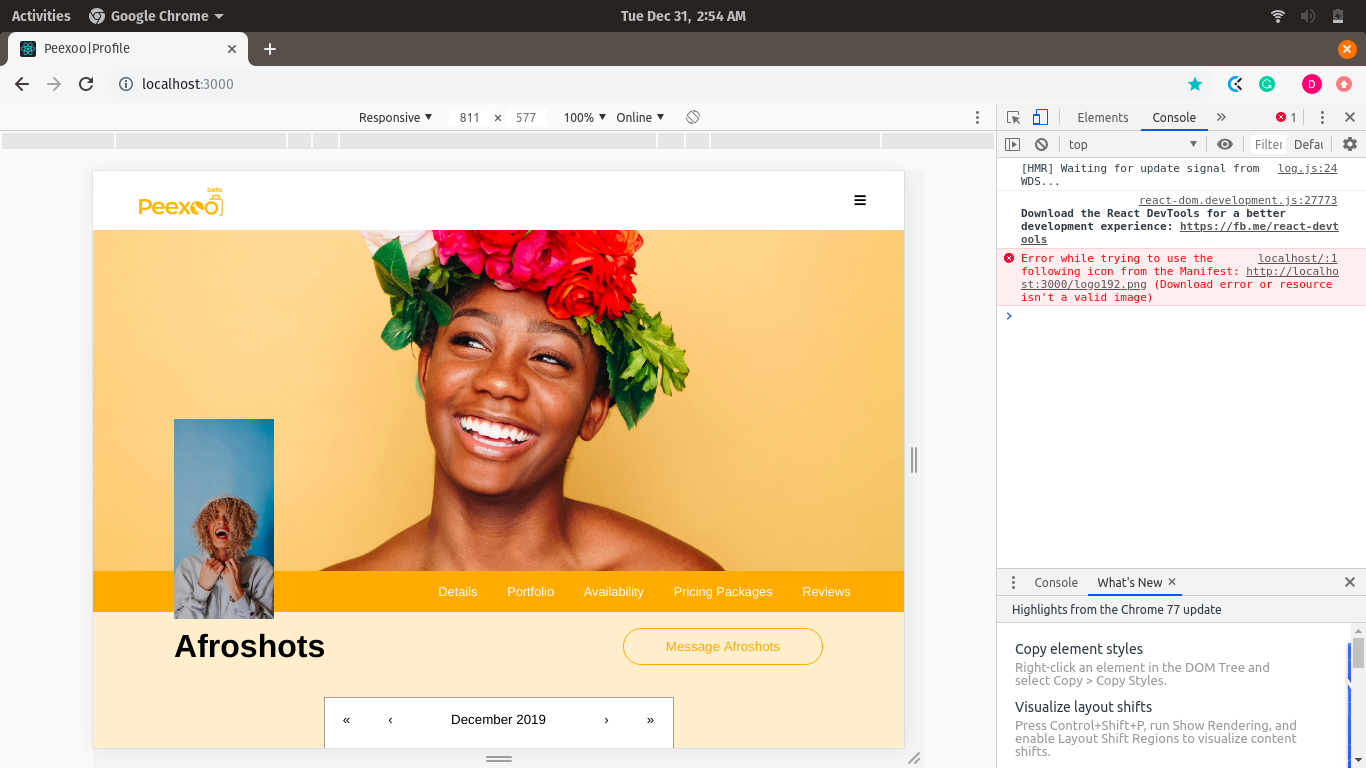 Activities
Google Chrome
Tue Dec 31, 2:54 AM
Peexoo|Profile
localhost:3000
D
Responsive
811 × 577
100%
Online
Elements
Console
»
1
top
Filter
Defau
[HMR] Waiting for update signal from log.js:24
WDS...
react-dom.development.js:27773
Download the React DevTools for a better
development experience: https://fb.me/react-devt
ools
Error while trying to use the localhost/:1
following icon from the Manifest: http://localho
st:3000/logo192.png (Download error or resource
isn't a valid image)
beta
Peexoo
Details
Portfolio
Availability
Pricing Packages
Reviews
Afroshots
Message Afroshots
« ‹ December 2019 › »
Console
What's New
Highlights from the Chrome 77 update
Copy element styles
Right-click an element in the DOM Tree and
select Copy > Copy Styles.
Visualize layout shifts
Press Control+Shift+P, run Show Rendering, and
enable Layout Shift Regions to visualize content
shifts.